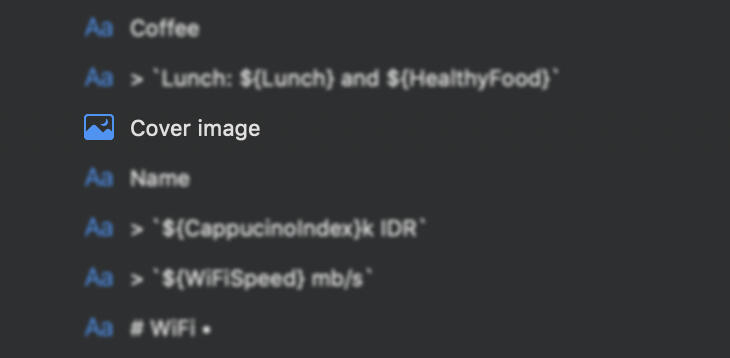 Aa Coffee
Aa > `Lunch: ${Lunch} and ${HealthyFood}`
Cover image
Aa Name
Aa > `${CappucinoIndex}k IDR`
Aa > `${WiFiSpeed} mb/s`
Aa # WiFi •